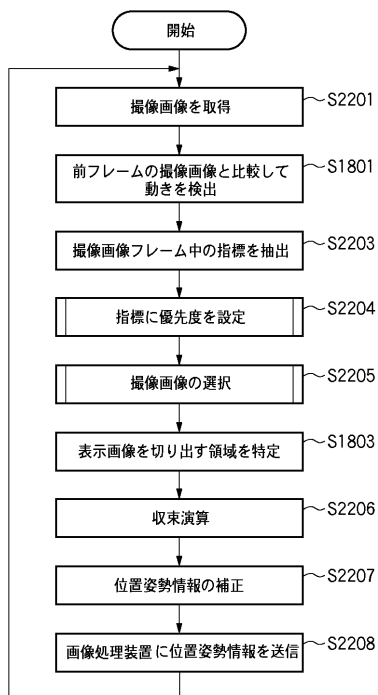 開始
撮像画像を取得
S2201
前フレームの撮像画像と比較して
動きを検出
S1801
撮像画像フレーム中の指標を抽出
S2203
指標に優先度を設定
S2204
撮像画像の選択
S2205
表示画像を切り出す領域を特定
S1803
収束演算
S2206
位置姿勢情報の補正
S2207
画像処理装置に位置姿勢情報を送信
S2208